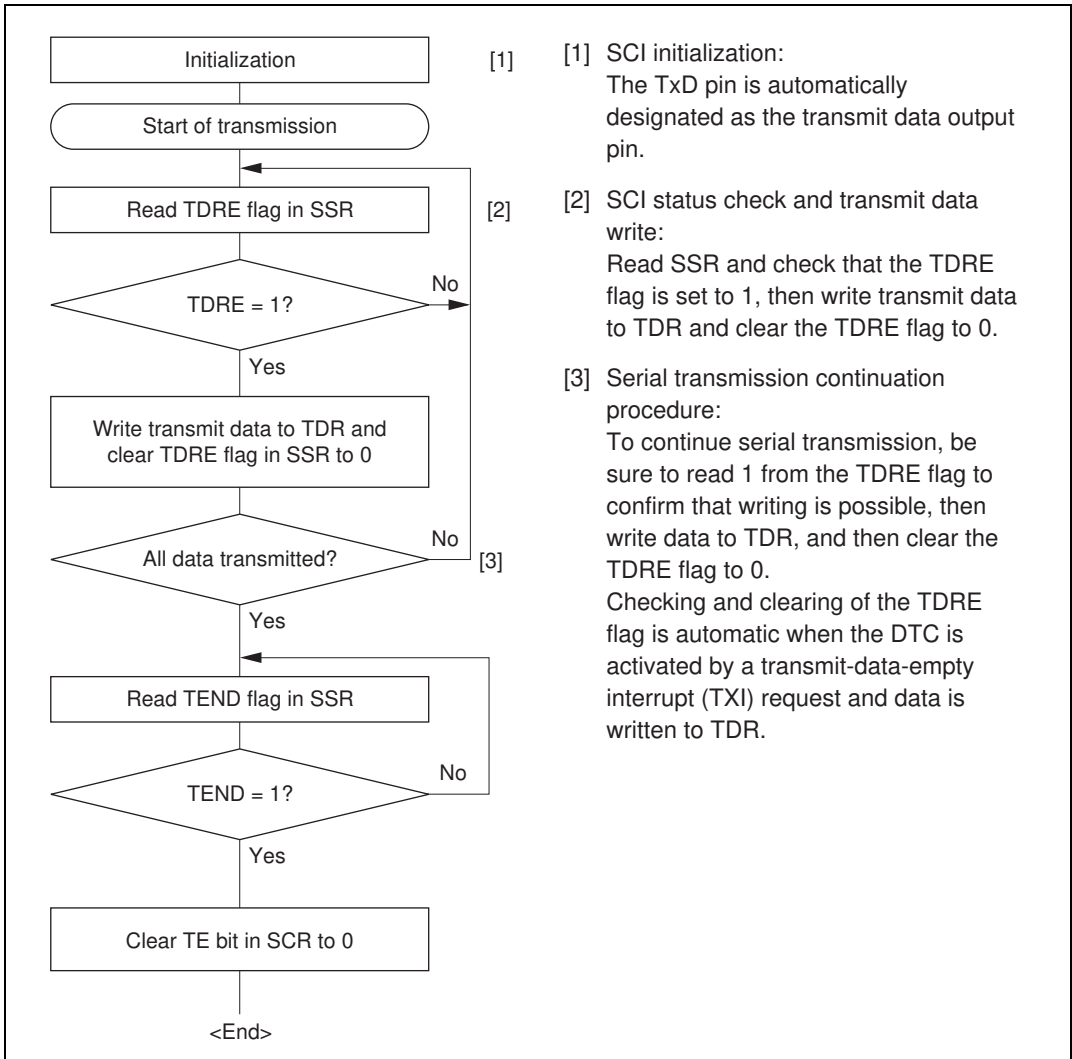 Initialization
[1]
Start of transmission
Read TDRE flag in SSR
[2]
No
TDRE = 1?
Yes
Write transmit data to TDR and
clear TDRE flag in SSR to 0
No
All data transmitted?
[3]
Yes
Read TEND flag in SSR
No
TEND = 1?
Yes
Clear TE bit in SCR to 0
<End>
[1] SCI initialization:
The TxD pin is automatically
designated as the transmit data output
pin.
[2] SCI status check and transmit data
write:
Read SSR and check that the TDRE
flag is set to 1, then write transmit data
to TDR and clear the TDRE flag to 0.
[3] Serial transmission continuation
procedure:
To continue serial transmission, be
sure to read 1 from the TDRE flag to
confirm that writing is possible, then
write data to TDR, and then clear the
TDRE flag to 0.
Checking and clearing of the TDRE
flag is automatic when the DTC is
activated by a transmit-data-empty
interrupt (TXI) request and data is
written to TDR.